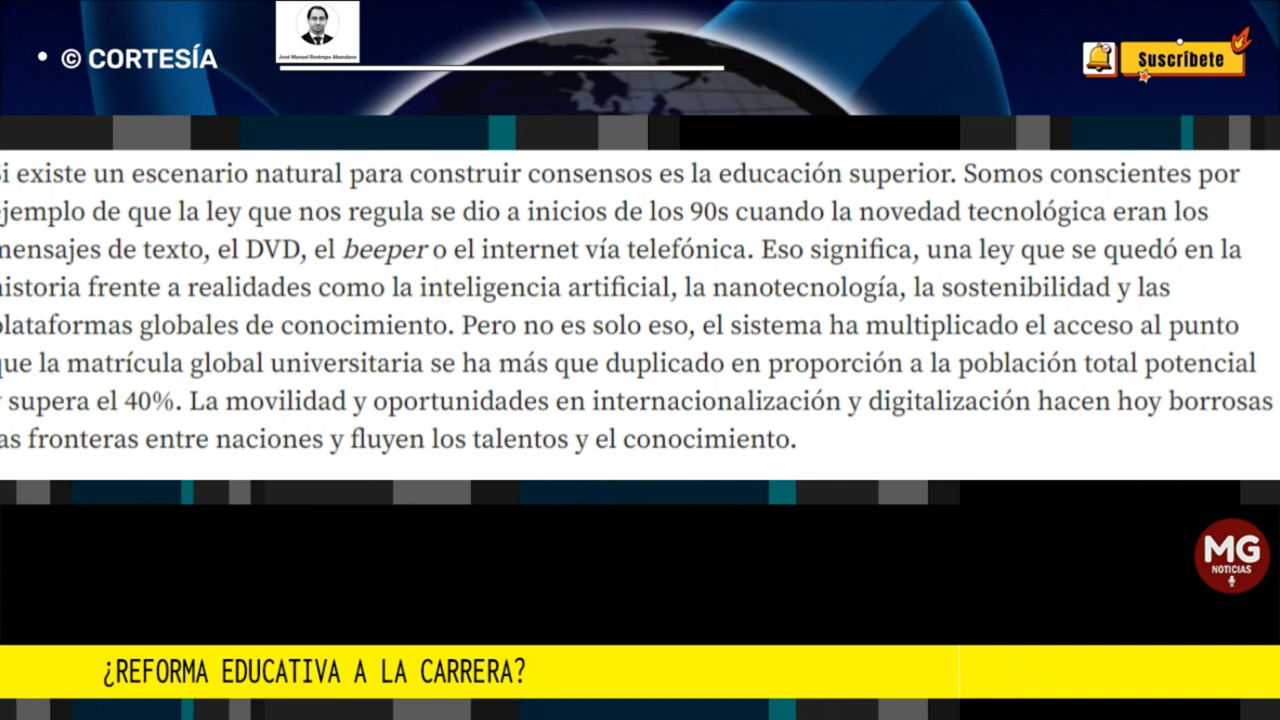 • © CORTESÍA
José Manuel Restrepo Abondano
Suscríbete
Si existe un escenario natural para construir consensos es la educación superior. Somos conscientes por
ejemplo de que la ley que nos regula se dio a inicios de los 90s cuando la novedad tecnológica eran los
mensajes de texto, el DVD, el beeper o el internet vía telefónica. Eso significa, una ley que se quedó en la
historia frente a realidades como la inteligencia artificial, la nanotecnología, la sostenibilidad y las
plataformas globales de conocimiento. Pero no es solo eso, el sistema ha multiplicado el acceso al punto
que la matrícula global universitaria se ha más que duplicado en proporción a la población total potencial
y supera el 40%. La movilidad y oportunidades en internacionalización y digitalización hacen hoy borrosas
las fronteras entre naciones y fluyen los talentos y el conocimiento.
MG
NOTICIAS
¿REFORMA EDUCATIVA A LA CARRERA?